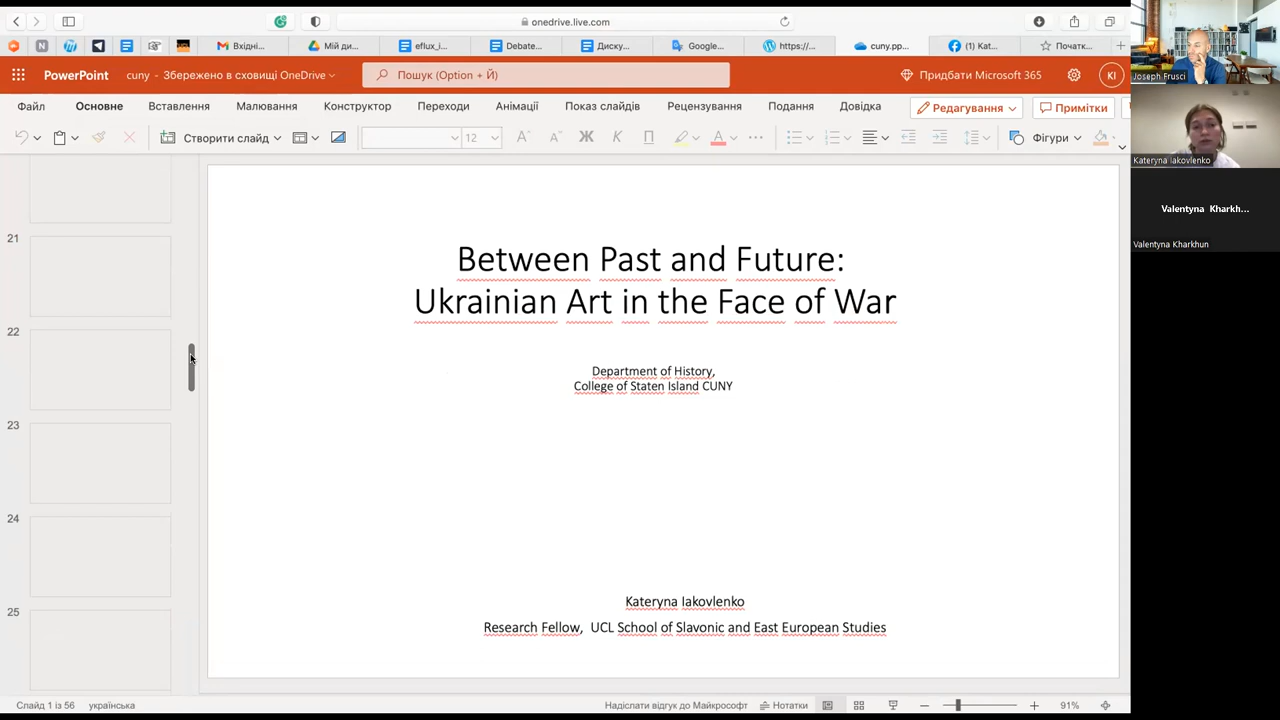 onedrive.live.com
Вхідні...
Мій ди...
eflux_i...
Debate...
Диску...
Google...
https:/...
cuny.pp...
(1) Kat...
Початк...
PowerPoint
cuny - Збережено в сховищі OneDrive
Пошук (Option + Й)
Придбати Microsoft 365
KI
Файл
Основне
Вставлення
Малювання
Конструктор
Переходи
Анімації
Показ слайдів
Рецензування
Подання
Довідка
Редагування
Примітки
Створити слайд
12
Ж
К
П
Фігури
21
22
23
24
25
Between Past and Future:
Ukrainian Art in the Face of War
Department of History,
College of Staten Island CUNY
Kateryna Iakovlenko
Research Fellow, UCL School of Slavonic and East European Studies
Слайд 1 із 56
українська
Надіслати відгук до Майкрософт
Нотатки
91%
Joseph Frusci
Kateryna Iakovlenko
Valentyna Kharkh...
Valentyna Kharkhun